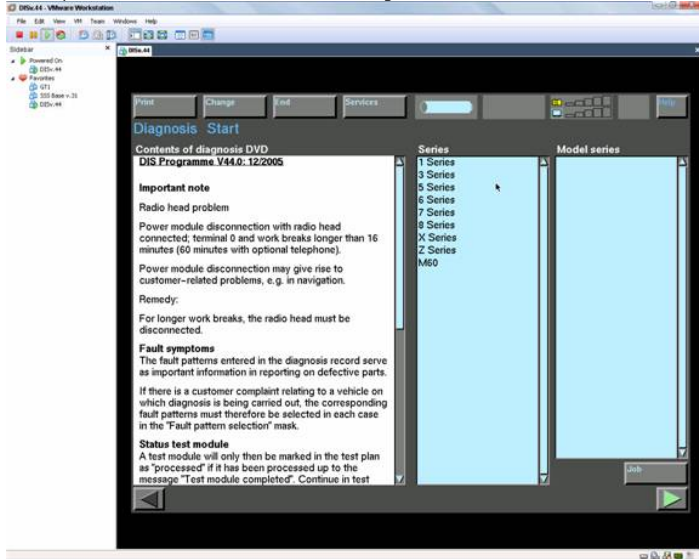 DISv.44 - VMware Workstation
File Edit View VM Team Windows Help
Sidebar
Powered On
DISv.44
Favorites
GT1
SSS Base v.31
DISv.44
DISv.44
Print
Change
End
Services
Help
Diagnosis Start
Contents of diagnosis DVD
DIS Programme V44.0: 12/2005
Important note
Radio head problem
Power module disconnection with radio head
connected; terminal 0 and work breaks longer than 16
minutes (60 minutes with optional telephone).
Power module disconnection may give rise to
customer-related problems, e.g. in navigation.
Remedy:
For longer work breaks, the radio head must be
disconnected.
Fault symptoms
The fault patterns entered in the diagnosis record serve
as important information in reporting on defective parts.
If there is a customer complaint relating to a vehicle on
which diagnosis is being carried out, the corresponding
fault patterns must therefore be selected in each case
in the "Fault pattern selection" mask.
Status test module
A test module will only then be marked in the test plan
as "processed" if it has been processed up to the
message "Test module completed". Continue in test
Series
1 Series
3 Series
5 Series
6 Series
7 Series
8 Series
X Series
Z Series
M60
Model series
Job